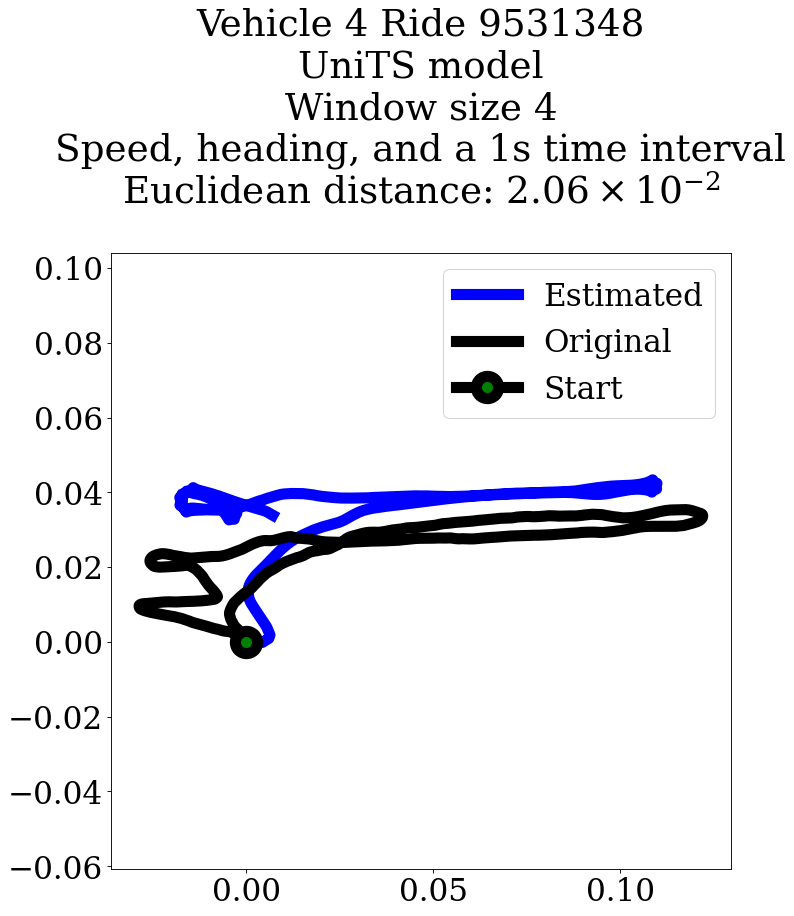 Vehicle 4 Ride 9531348
UniTS model
Window size 4
Speed, heading, and a 1s time interval
Euclidean distance: 2.06 × 10⁻²
0.10
0.08
0.06
0.04
0.02
0.00
−0.02
−0.04
−0.06
Estimated
Original
Start
0.00 0.05 0.10